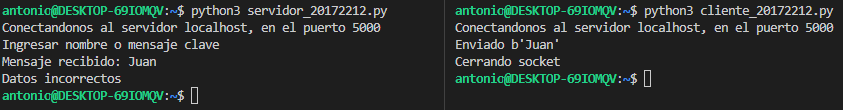 antonio@DESKTOP-69IOMQV:~$ python3 servidor_20172212.py
Conectandonos al servidor localhost, en el puerto 5000
Ingresar nombre o mensaje clave
Mensaje recibido: Juan
Datos incorrectos
antonio@DESKTOP-69IOMQV:~$
antonio@DESKTOP-69IOMQV:~$ python3 cliente_20172212.py
Conectandonos al servidor localhost, en el puerto 5000
Enviado b'Juan'
Cerrando socket
antonio@DESKTOP-69IOMQV:~$